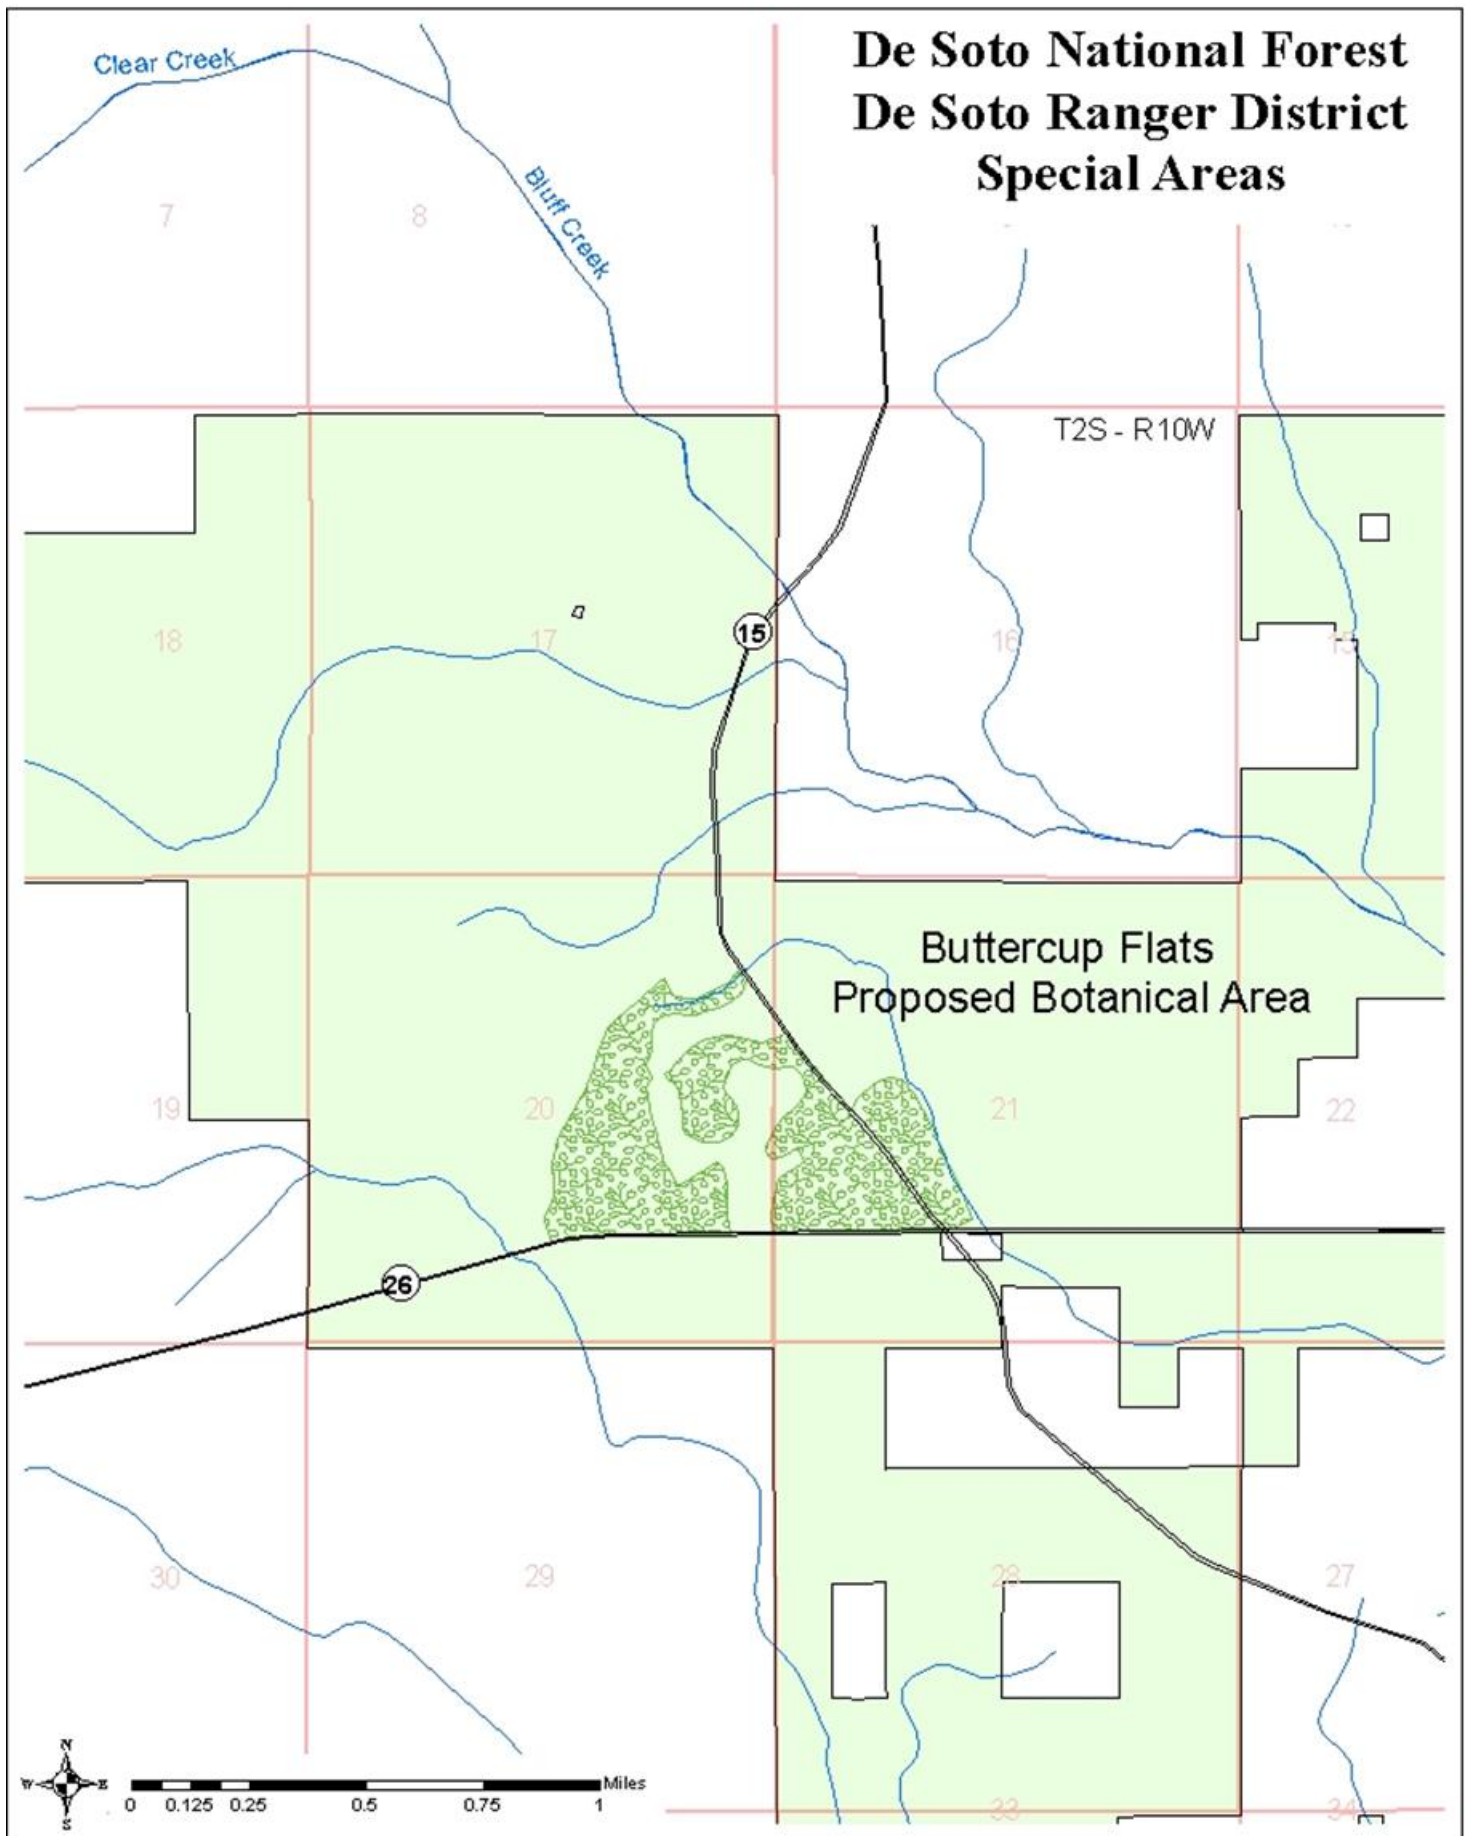 De Soto National Forest
De Soto Ranger District
Special Areas
Clear Creek
Bluff Creek
7
8
T2S - R10W
18
17
15
16
15
Buttercup Flats
Proposed Botanical Area
19
20
21
22
26
30
29
28
27
33
34
N
W
E
S
Miles
0 0.125 0.25 0.5 0.75 1